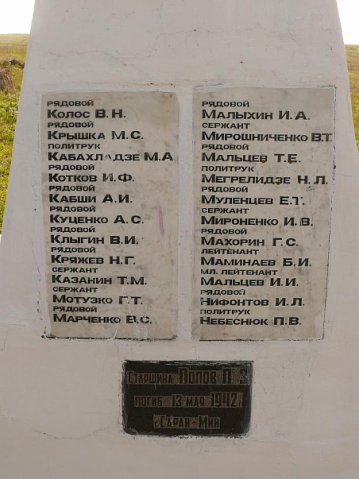 РЯДОВОЙ
КОЛОС В.Н.
РЯДОВОЙ
КРЫШКА М.С.
ПОЛИТРУК
КАБАХЛАДЗЕ М.А
РЯДОВОЙ
КОТКОВ И.Ф.
РЯДОВОЙ
КАБШИ А.И.
РЯДОВОЙ
КУЦЕНКО А.С.
РЯДОВОЙ
КЛЫГИН В.И.
РЯДОВОЙ
КРЯЖЕВ Н.Г.
СЕРЖАНТ
КАЗАНИН Т.М.
СЕРЖАНТ
МОТУЗКО Г.Т.
РЯДОВОЙ
МАРЧЕНКО В.С.
РЯДОВОЙ
МАЛЫХИН И.А.
СЕРЖАНТ
МИРОШНИЧЕНКО В.Т
РЯДОВОЙ
МАЛЬЦЕВ Т.Е.
ПОЛИТРУК
МЕГРЕЛИДЗЕ Н.Л.
РЯДОВОЙ
МУЛЕНЦЕВ Е.Т.
СЕРЖАНТ
МИРОНЕНКО И.В.
РЯДОВОЙ
МАХОРИН Г.С.
ЛЕЙТЕНАНТ
МАМИНАЕВ Б.И.
МЛ. ЛЕЙТЕНАНТ
МАЛЬЦЕВ И.И.
РЯДОВОЙ
НИФОНТОВ И.Л.
ПОЛИТРУК
НЕБЕСНЮК П.В.
СТАРШИНА ПОПОВ П. З
ПОГИБ 13 МАЯ 1942г
"САРАЙ-МИН"